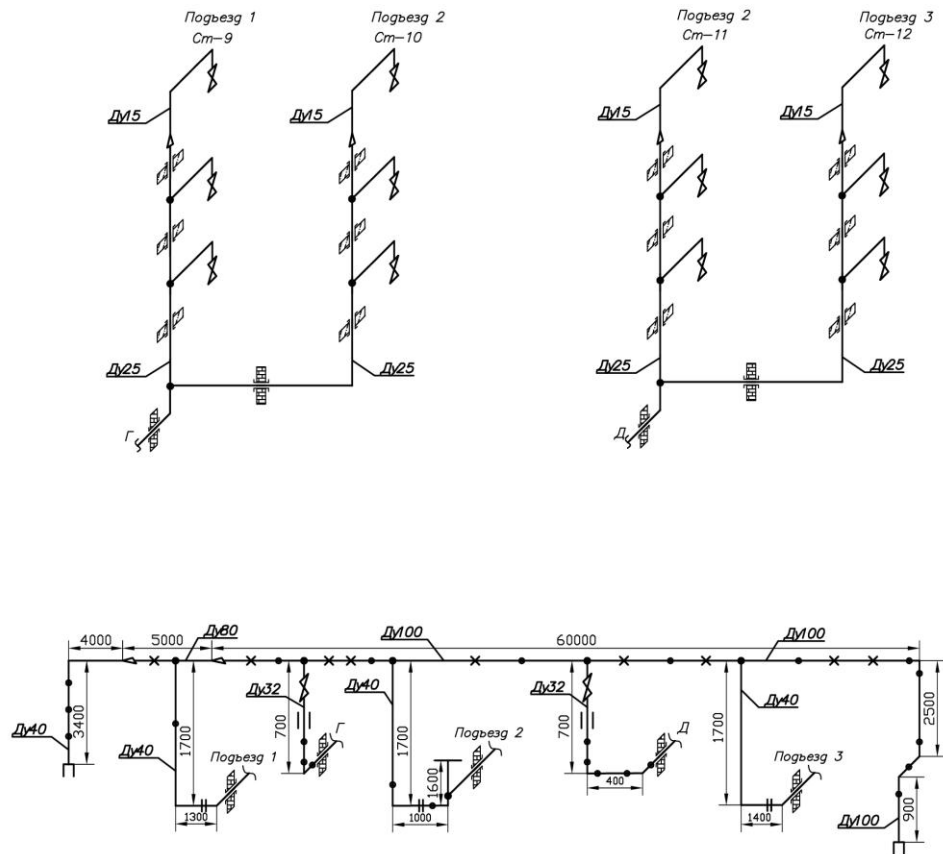 Подъезд 1
Ст-9
Подъезд 2
Ст-10
Подъезд 2
Ст-11
Подъезд 3
Ст-12
Ду15
Ду15
Ду15
Ду15
Ду25
Ду25
Ду25
Ду25
Г
Д
4000
5000
Ду80
Ду100
60000
Ду100
3400
Ду40
1700
Ду40
Подъезд 1
1300
Ду32
700
Г
Ду40
1700
1600
Подъезд 2
1000
Ду32
700
Д
400
1700
Ду40
Подъезд 3
1400
2500
900
Ду100